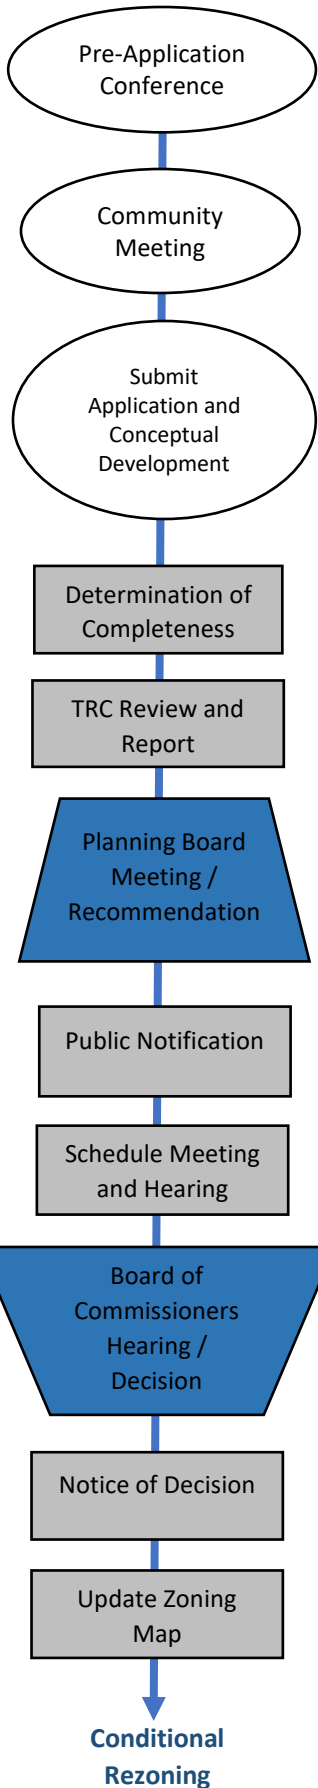 Pre-Application
Conference
Community
Meeting
Submit
Application and
Conceptual
Development
Determination of
Completeness
TRC Review and
Report
Planning Board
Meeting /
Recommendation
Public Notification
Schedule Meeting
and Hearing
Board of
Commissioners
Hearing /
Decision
Notice of Decision
Update Zoning
Map
Conditional
Rezoning